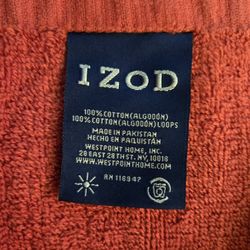 IZOD
100% COTTON(ALGODÓN)
100% COTTON(ALGODÓN) LOOPS
MADE IN PAKISTAN
HECHO EN PAQUISTÁN
WESTPOINT HOME, INC.
28 EAST 28TH ST. NY, 10016
WWW.WESTPOINTHOME.COM
RN 116947